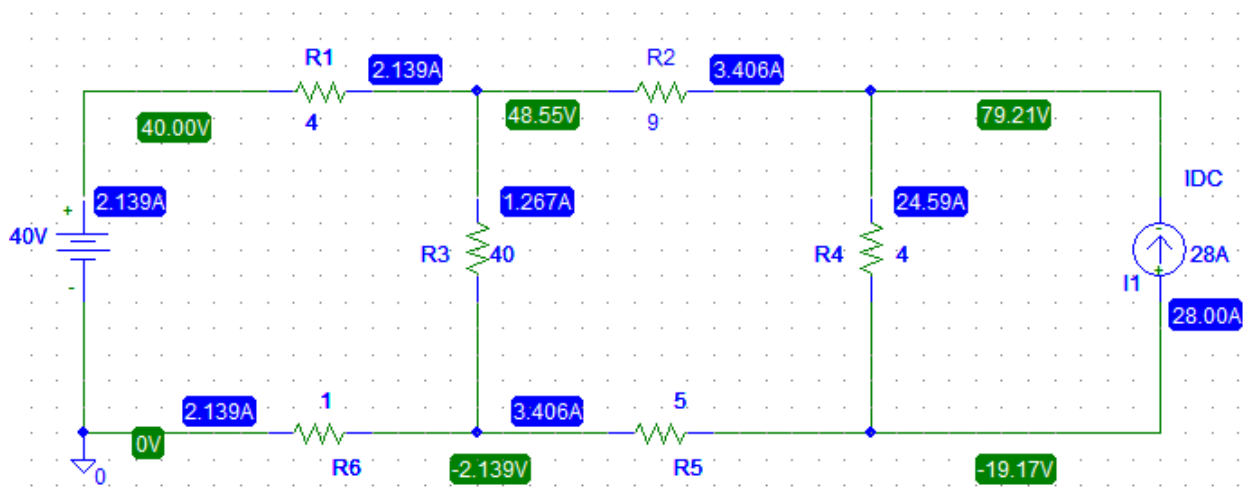 R1
2.139A
R2
3.406A
40.00V
4
48.55V
9
79.21V
IDC
+
2.139A
1.267A
24.59A
40V
R3
40
R4
4
-
28A
+
I1
-
28.00A
2.139A
1
3.406A
5
0V
0
R6
-2.139V
R5
-19.17V